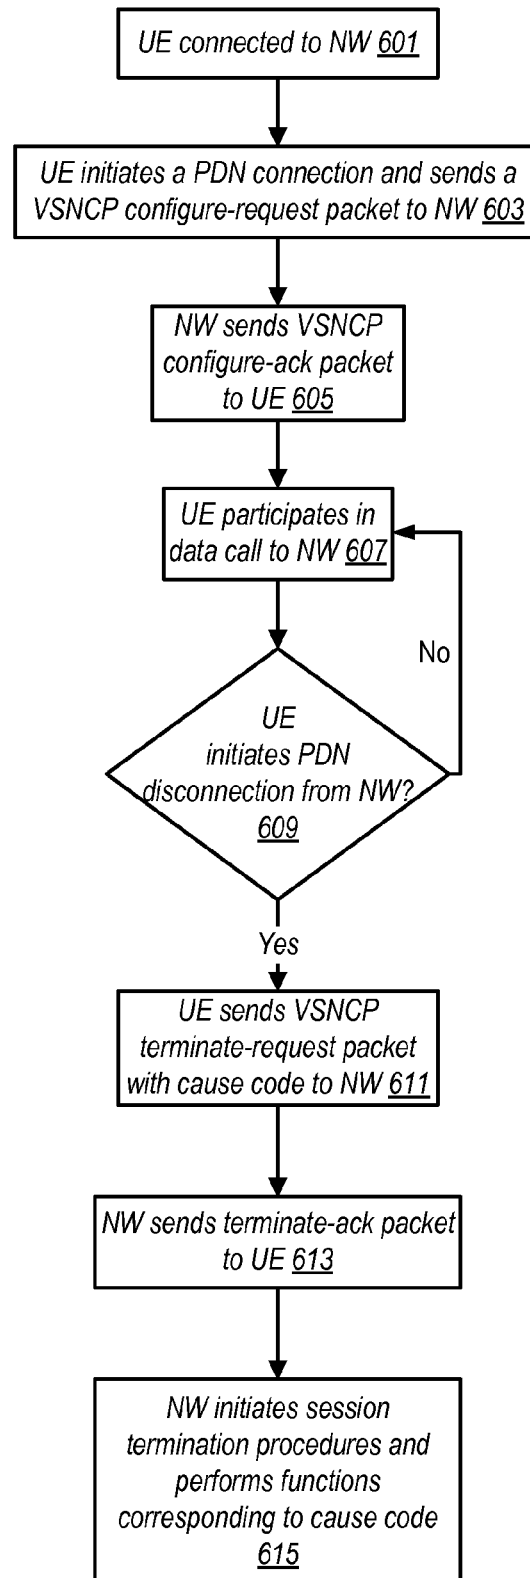 UE connected to NW 601
UE initiates a PDN connection and sends a
VSNCP configure-request packet to NW 603
NW sends VSNCP
configure-ack packet
to UE 605
UE participates in
data call to NW 607
No
UE
initiates PDN
disconnection from NW?
609
Yes
UE sends VSNCP
terminate-request packet
with cause code to NW 611
NW sends terminate-ack packet
to UE 613
NW initiates session
termination procedures and
performs functions
corresponding to cause code
615